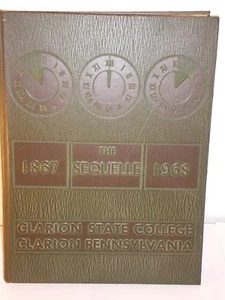 THE
1867 SEQUELLE 1968
CLARION STATE COLLEGE
CLARION PENNSYLVANIA